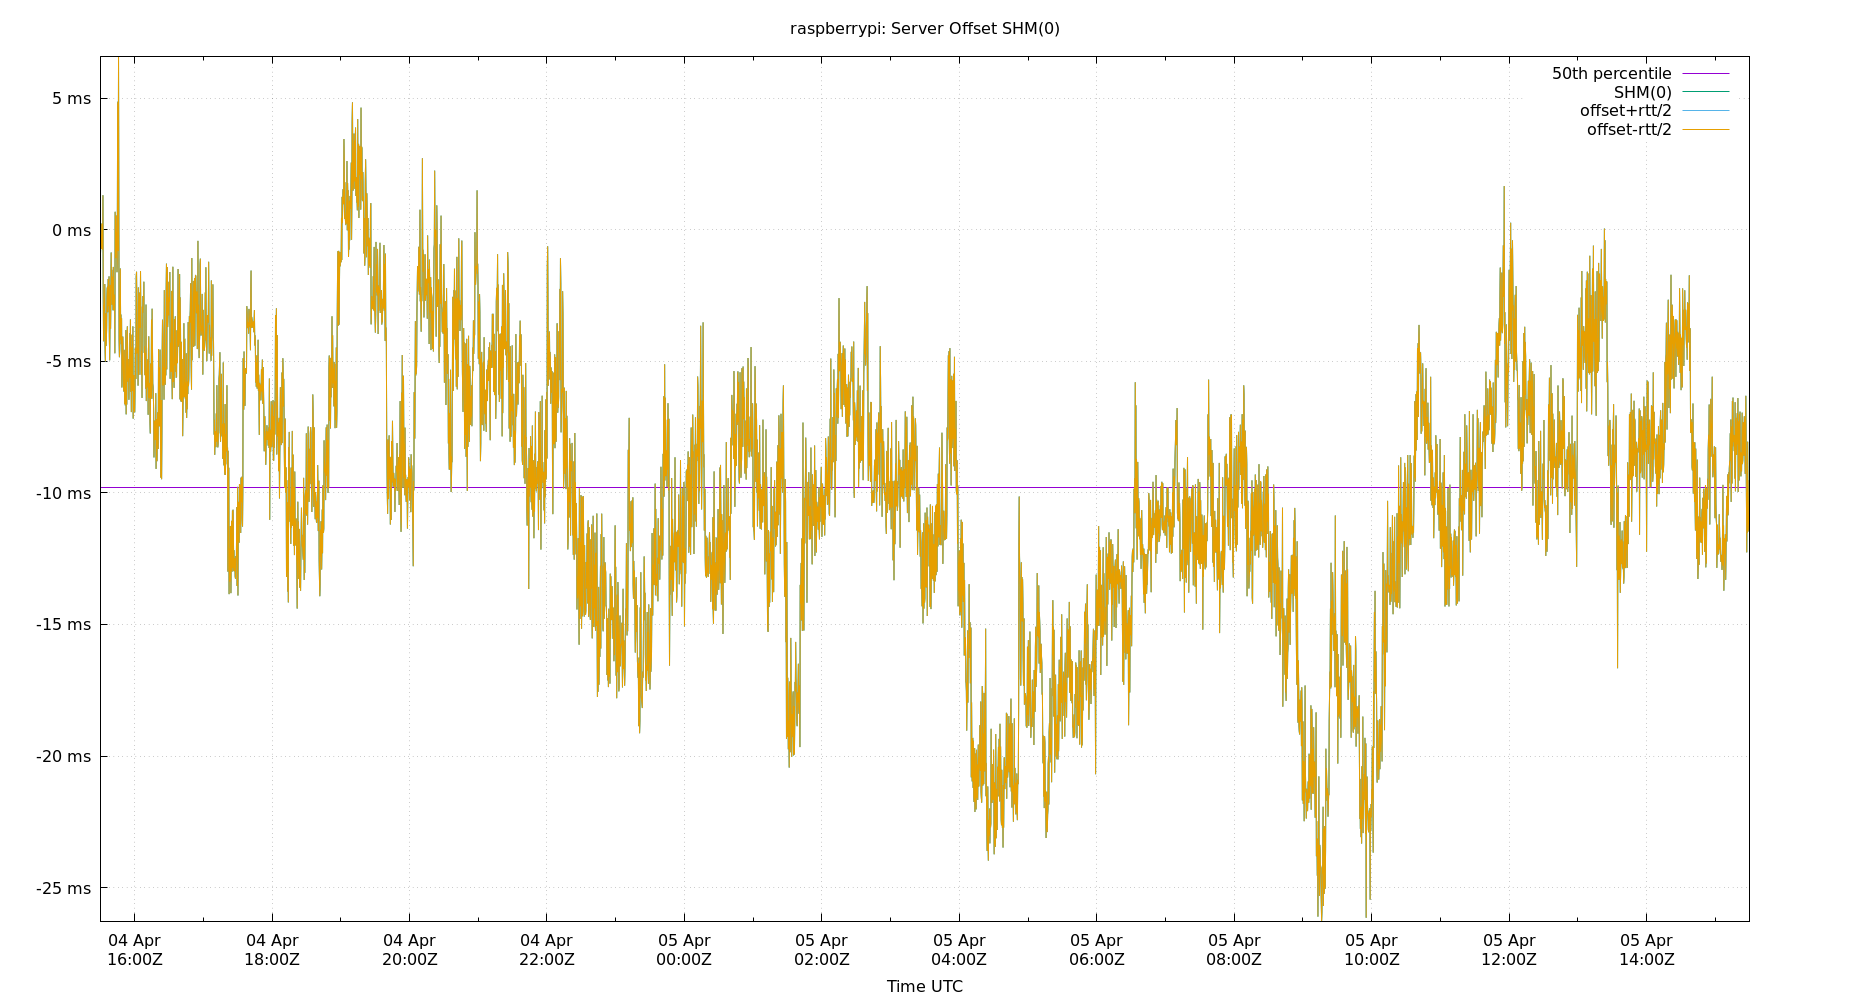 raspberrypi: Server Offset SHM(0)
50th percentile
SHM(0)
offset+rtt/2
offset-rtt/2
5 ms
0 ms
-5 ms
-10 ms
-15 ms
-20 ms
-25 ms
04 Apr 04 Apr 04 Apr 04 Apr 05 Apr 05 Apr 05 Apr 05 Apr 05 Apr 05 Apr 05 Apr 05 Apr
16:00Z 18:00Z 20:00Z 22:00Z 00:00Z 02:00Z 04:00Z 06:00Z 08:00Z 10:00Z 12:00Z 14:00Z
Time UTC